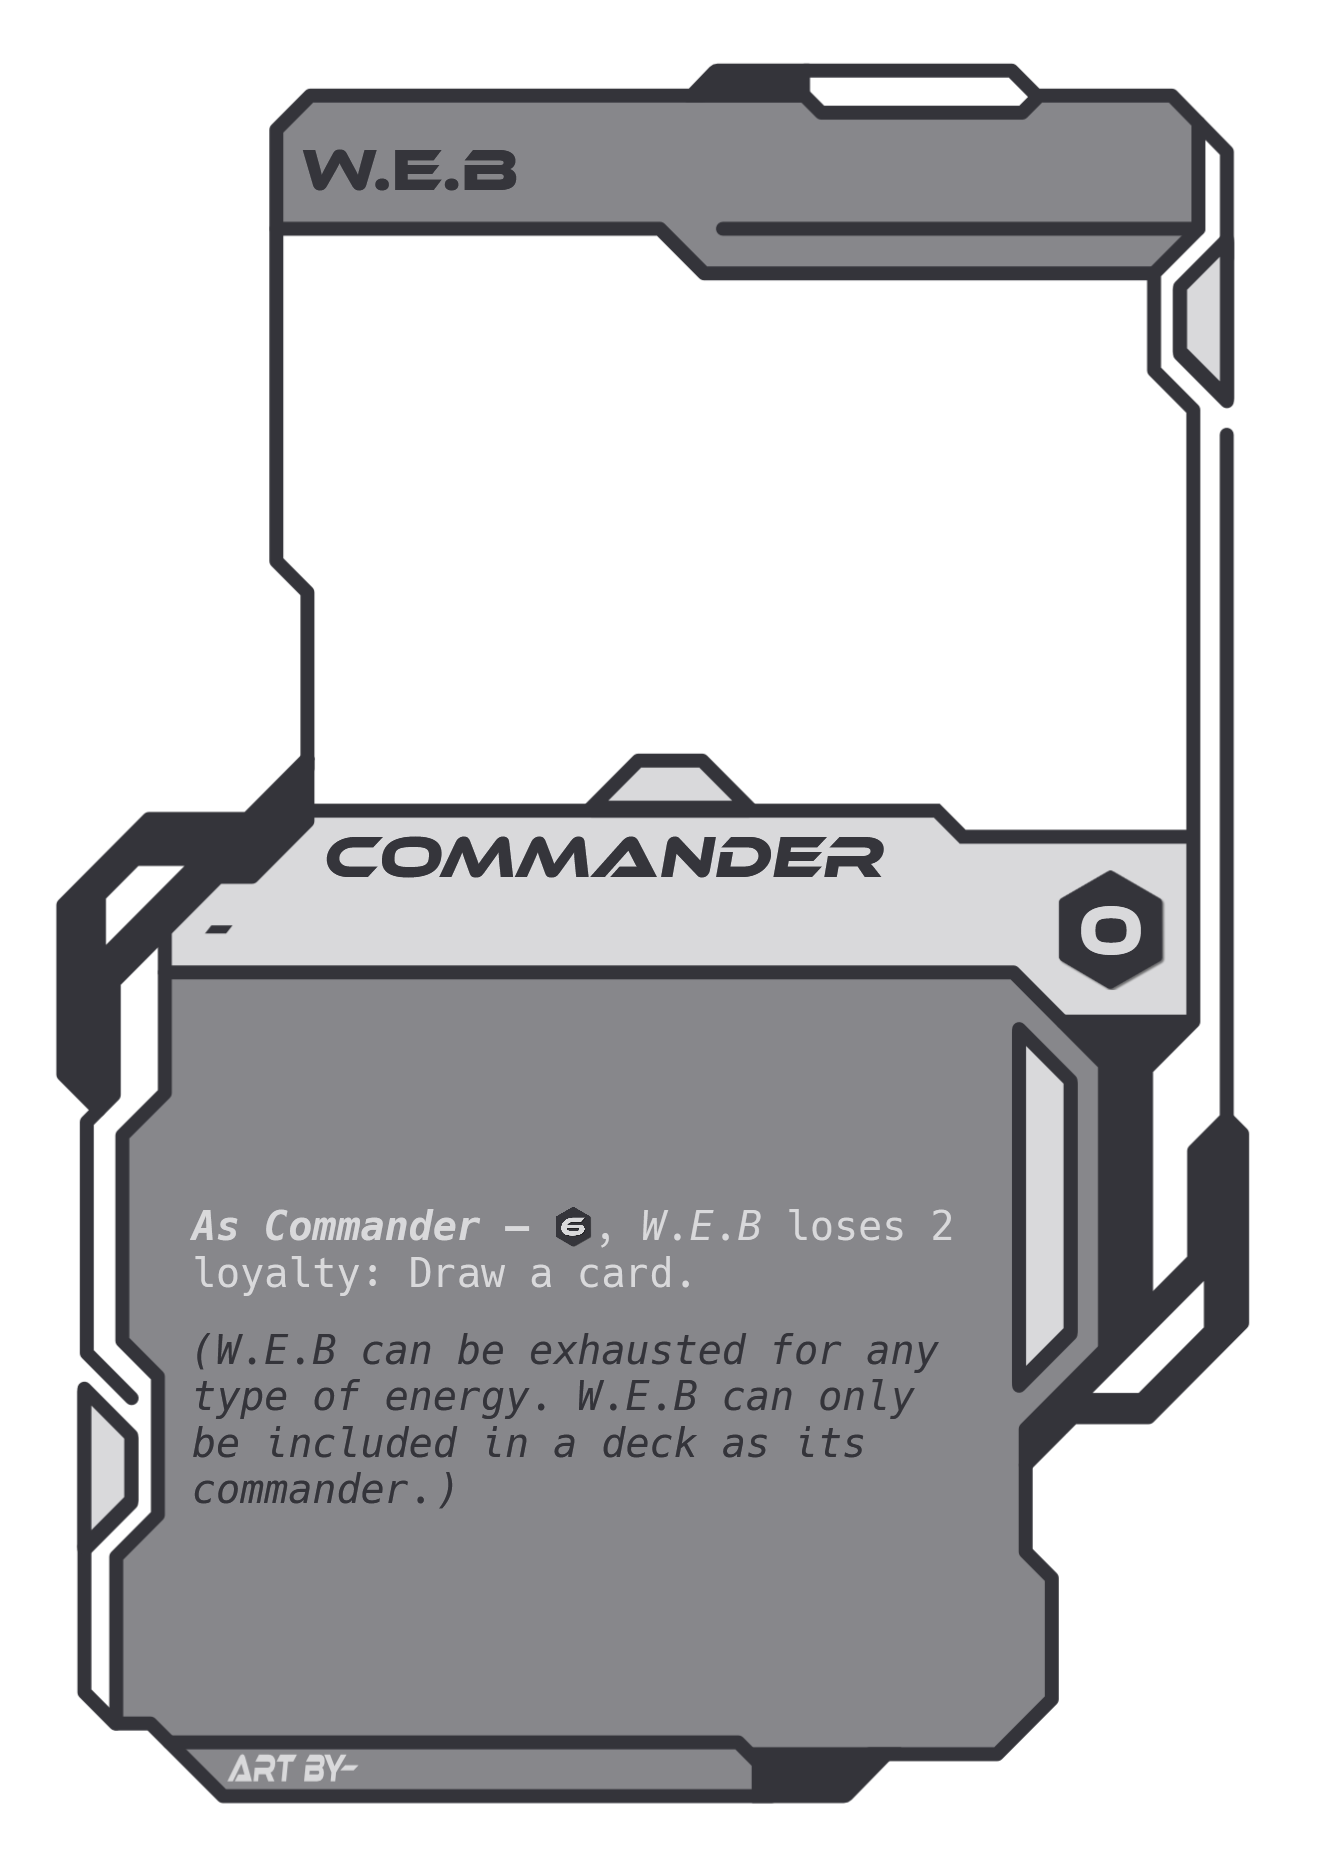 W.E.B
COMMANDER
-
0
As Commander – 6, W.E.B loses 2
loyalty: Draw a card.
(W.E.B can be exhausted for any
type of energy. W.E.B can only
be included in a deck as its
commander.)
ART BY-